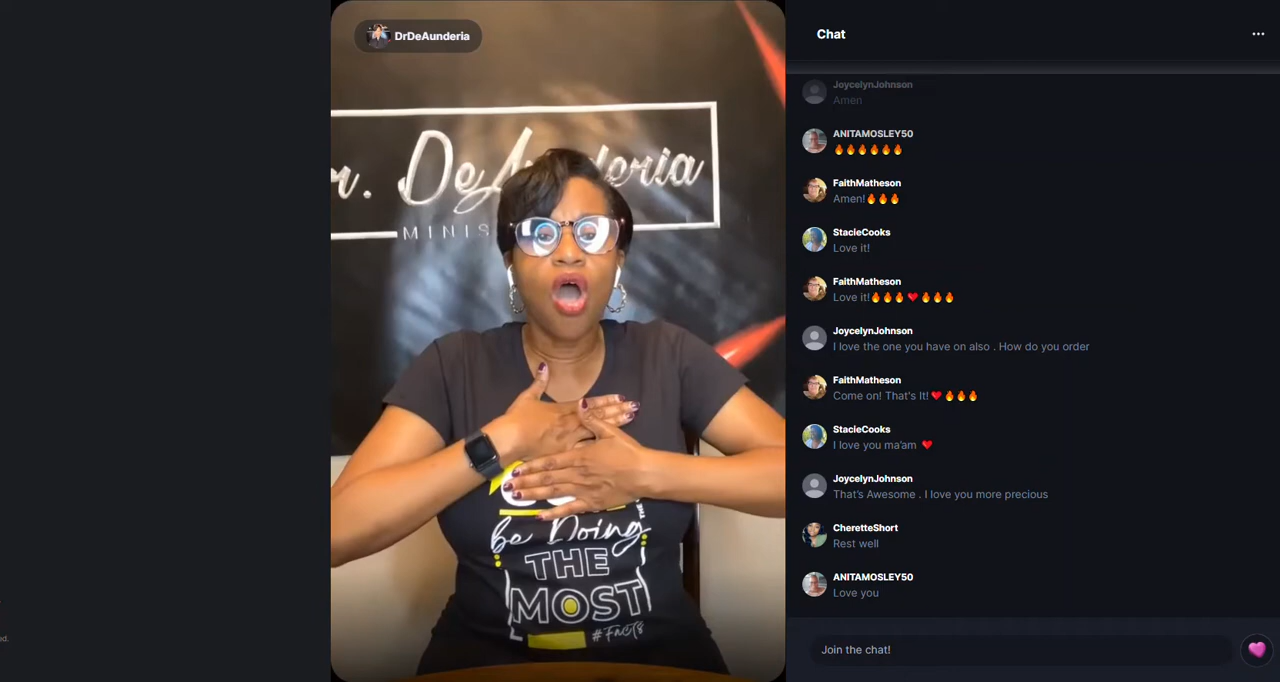 DrDeAunderia
r. DeAunderia
MINIS
be Doing
THE
MOST
#Facts
ed.
Chat
JoycelynJohnson
Amen
ANITAMOSLEY50
🔥🔥🔥🔥🔥🔥
FaithMatheson
Amen!🔥🔥🔥
StacieCooks
Love it!
FaithMatheson
Love it!🔥🔥🔥❤️🔥🔥🔥
JoycelynJohnson
I love the one you have on also . How do you order
FaithMatheson
Come on! That's It!❤️🔥🔥🔥
StacieCooks
I love you ma'am ❤️
JoycelynJohnson
That's Awesome . I love you more precious
CheretteShort
Rest well
ANITAMOSLEY50
Love you
Join the chat!